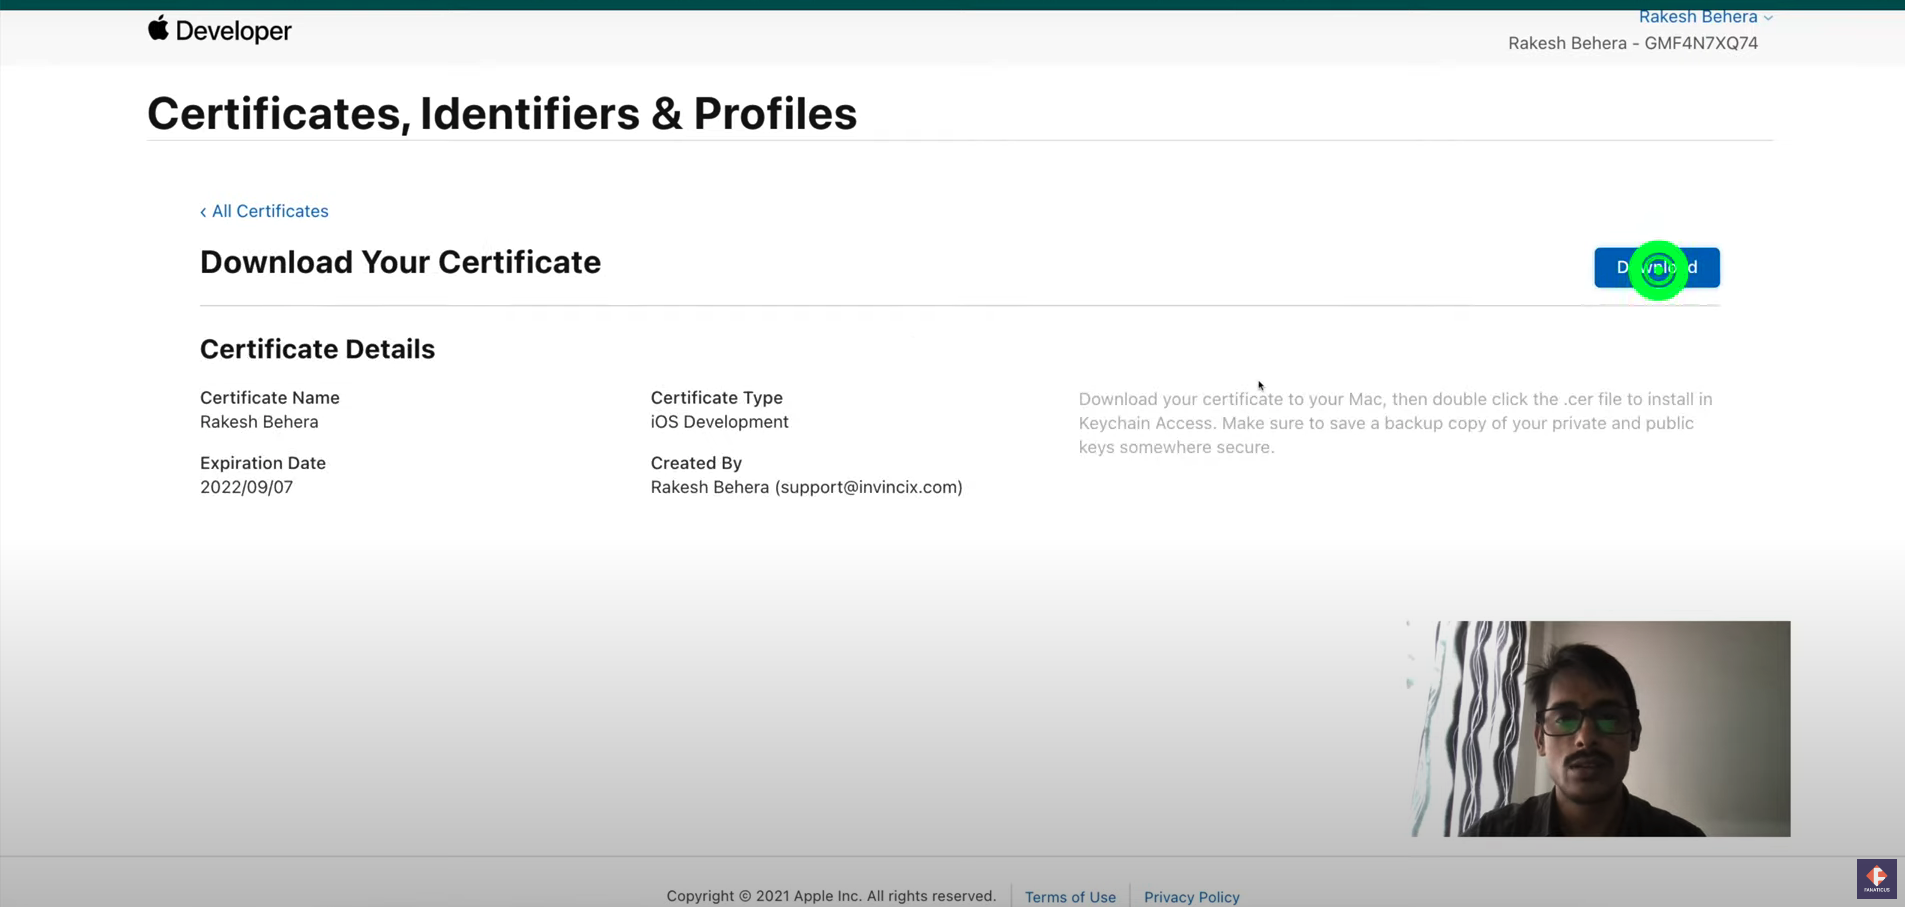 Developer
Rakesh Behera
Rakesh Behera - GMF4N7XQ74
Certificates, Identifiers & Profiles
‹ All Certificates
Download Your Certificate
Download
Certificate Details
Certificate Name
Rakesh Behera
Certificate Type
iOS Development
Download your certificate to your Mac, then double click the .cer file to install in
Keychain Access. Make sure to save a backup copy of your private and public
keys somewhere secure.
Expiration Date
2022/09/07
Created By
Rakesh Behera (support@invincix.com)
Copyright © 2021 Apple Inc. All rights reserved.
Terms of Use
Privacy Policy
FANATICUS